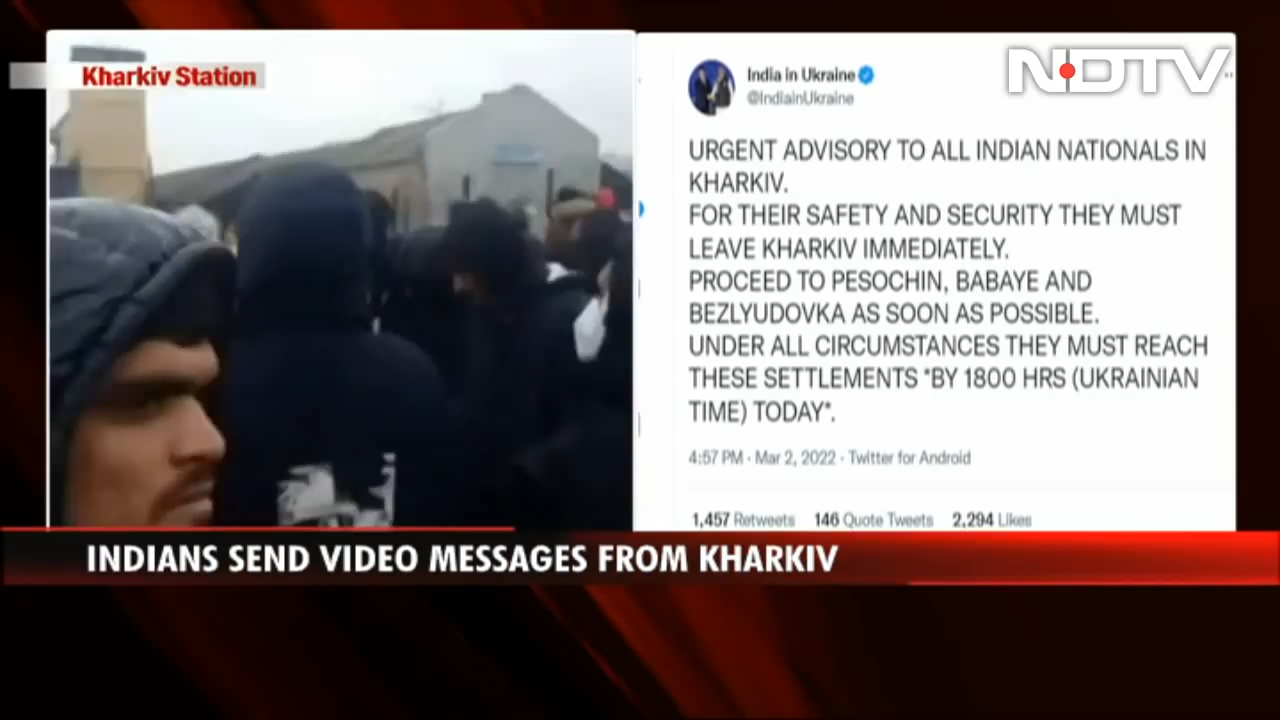 Kharkiv Station
NDTV
India in Ukraine
@IndiainUkraine
URGENT ADVISORY TO ALL INDIAN NATIONALS IN
KHARKIV.
FOR THEIR SAFETY AND SECURITY THEY MUST
LEAVE KHARKIV IMMEDIATELY.
PROCEED TO PESOCHIN, BABAYE AND
BEZLYUDOVKA AS SOON AS POSSIBLE.
UNDER ALL CIRCUMSTANCES THEY MUST REACH
THESE SETTLEMENTS *BY 1800 HRS (UKRAINIAN
TIME) TODAY*.
4:57 PM · Mar 2, 2022 · Twitter for Android
1,457 Retweets 146 Quote Tweets 2,294 Likes
INDIANS SEND VIDEO MESSAGES FROM KHARKIV